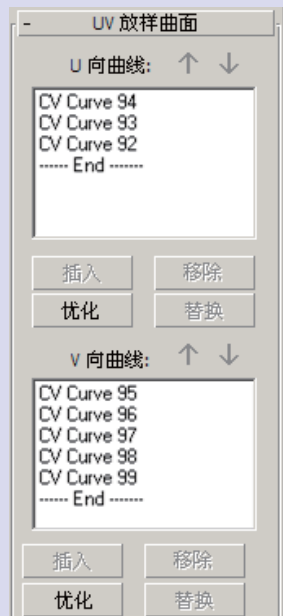 - UV 放样曲面
U 向曲线: ↑ ↓
CV Curve 94
CV Curve 93
CV Curve 92
------ End -------
插入 移除
优化 替换
V 向曲线: ↑ ↓
CV Curve 95
CV Curve 96
CV Curve 97
CV Curve 98
CV Curve 99
------ End -------
插入 移除
优化 替换